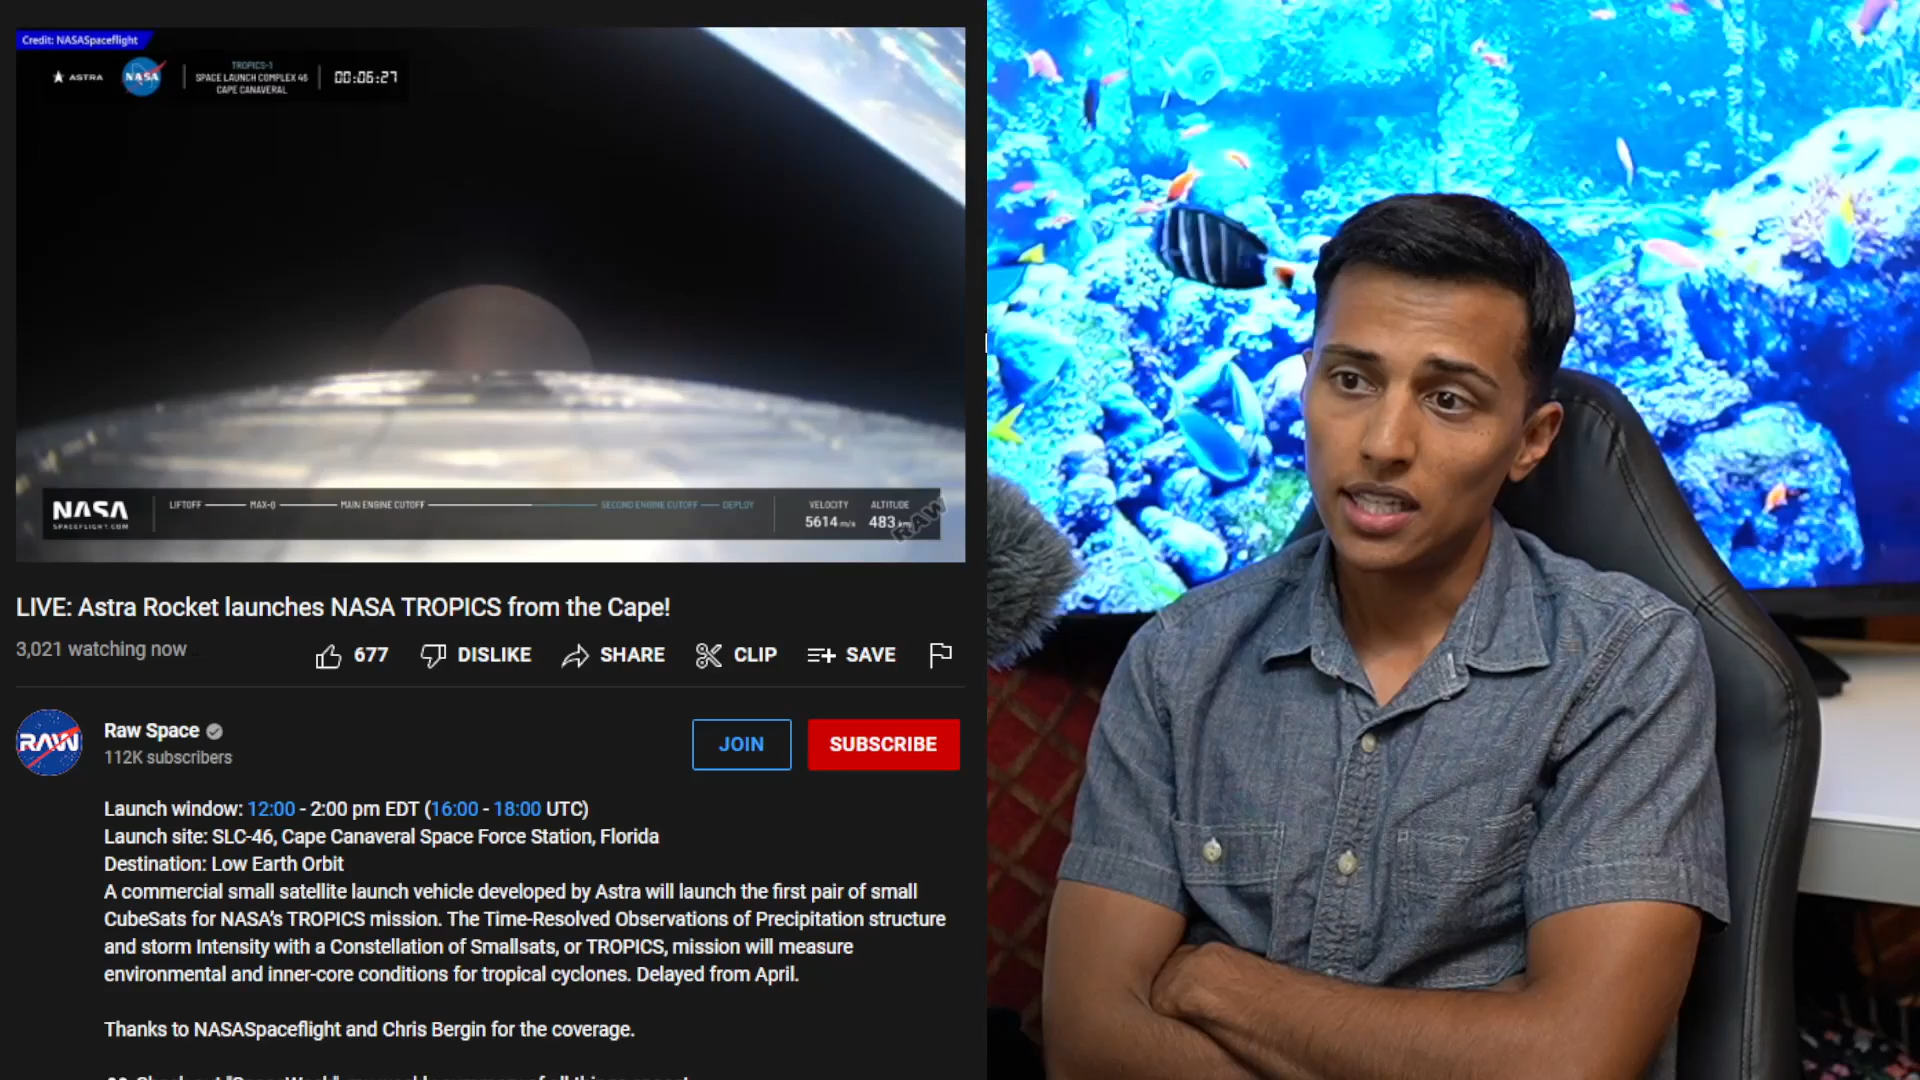 Credit: NASASpaceflight
ASTRA
NASA
TROPICS-1
SPACE LAUNCH COMPLEX 46
CAPE CANAVERAL
00:06:27
NASA
SPACEFLIGHT.COM
LIFTOFF
MAX-Q
MAIN ENGINE CUTOFF
SECOND ENGINE CUTOFF
DEPLOY
VELOCITY
5614 m/s
ALTITUDE
483 km
RAW
LIVE: Astra Rocket launches NASA TROPICS from the Cape!
3,021 watching now
677
DISLIKE
SHARE
CLIP
SAVE
RAW
Raw Space
112K subscribers
JOIN
SUBSCRIBE
Launch window: 12:00 - 2:00 pm EDT (16:00 - 18:00 UTC)
Launch site: SLC-46, Cape Canaveral Space Force Station, Florida
Destination: Low Earth Orbit
A commercial small satellite launch vehicle developed by Astra will launch the first pair of small
CubeSats for NASA's TROPICS mission. The Time-Resolved Observations of Precipitation structure
and storm Intensity with a Constellation of Smallsats, or TROPICS, mission will measure
environmental and inner-core conditions for tropical cyclones. Delayed from April.
Thanks to NASASpaceflight and Chris Bergin for the coverage.